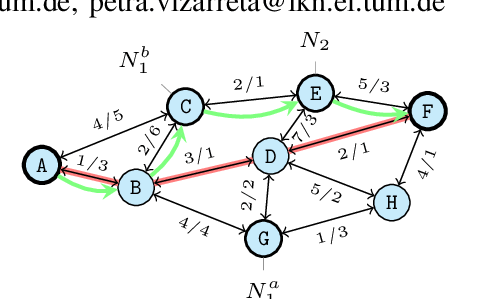 tum.de, petra.vizarreta@lkn.ei.tum.de
N₂
N₁ᵇ
2/1
5/3
E
C
F
4/5
7/3
2/6
2/1
3/1
D
A
1/3
4/1
B
2/2
5/2
H
4/4
1/3
G
N₁ᵃ